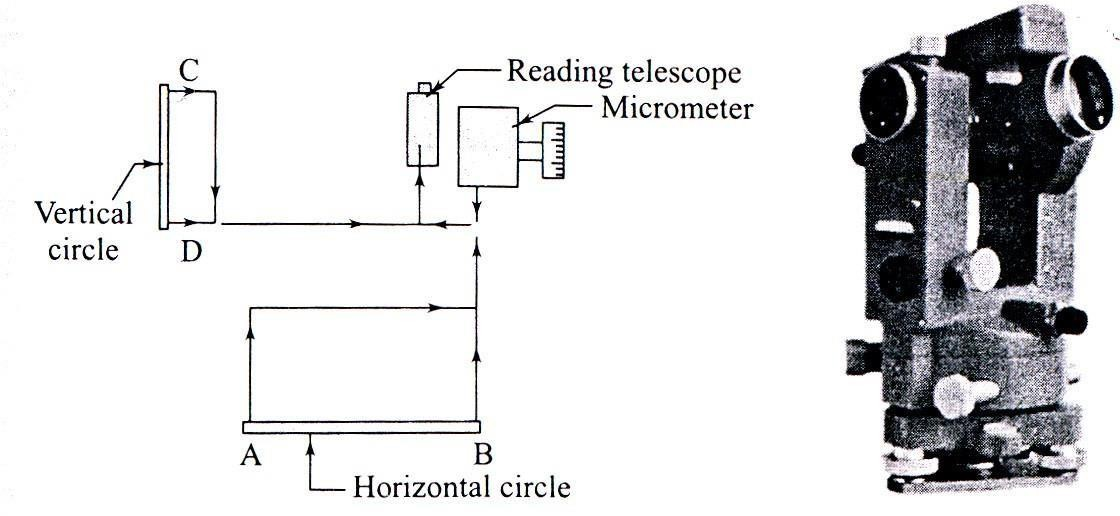 C
Reading telescope
Micrometer
Vertical
circle
D
A
B
Horizontal circle